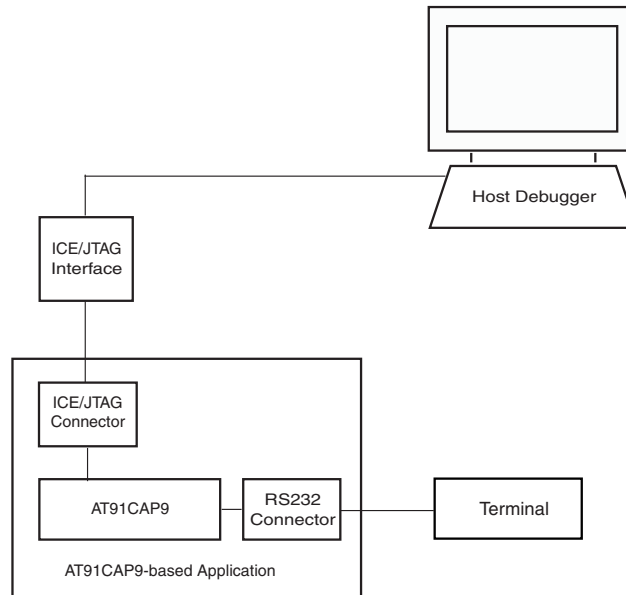 Host Debugger
ICE/JTAG
Interface
ICE/JTAG
Connector
AT91CAP9
RS232
Connector
Terminal
AT91CAP9-based Application